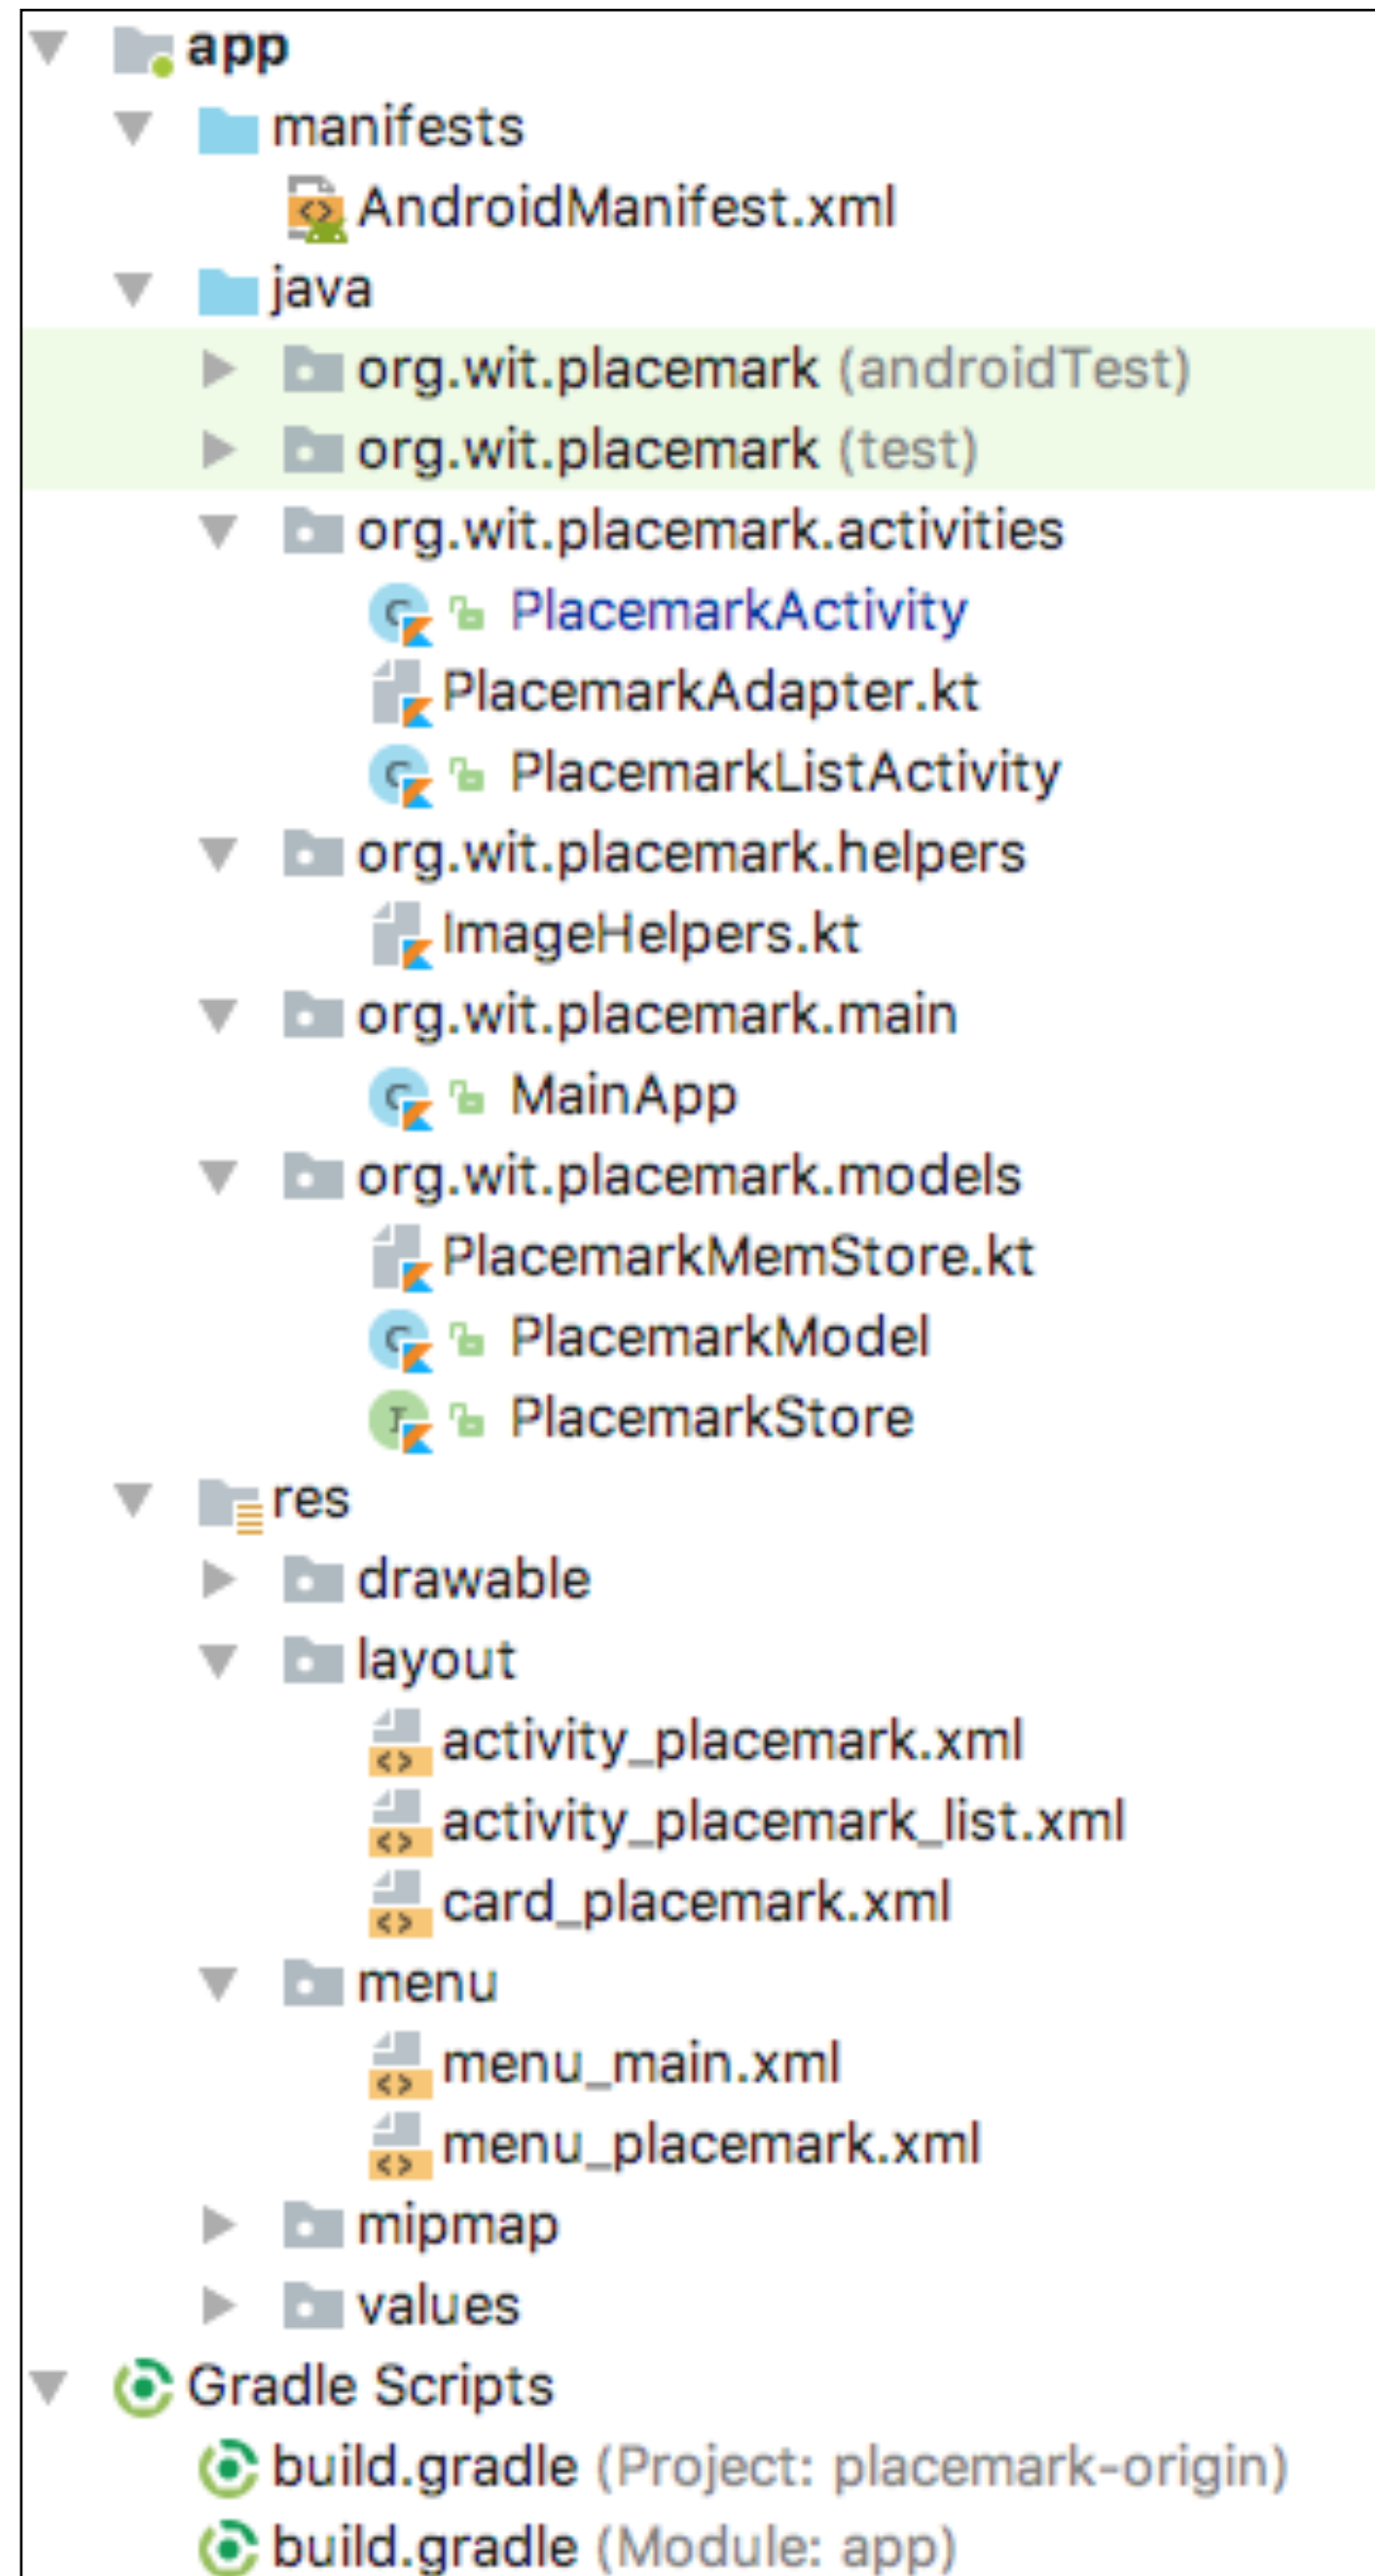 app
manifests
AndroidManifest.xml
java
org.wit.placemark (androidTest)
org.wit.placemark (test)
org.wit.placemark.activities
PlacemarkActivity
PlacemarkAdapter.kt
PlacemarkListActivity
org.wit.placemark.helpers
ImageHelpers.kt
org.wit.placemark.main
MainApp
org.wit.placemark.models
PlacemarkMemStore.kt
PlacemarkModel
PlacemarkStore
res
drawable
layout
activity_placemark.xml
activity_placemark_list.xml
card_placemark.xml
menu
menu_main.xml
menu_placemark.xml
mipmap
values
Gradle Scripts
build.gradle (Project: placemark-origin)
build.gradle (Module: app)